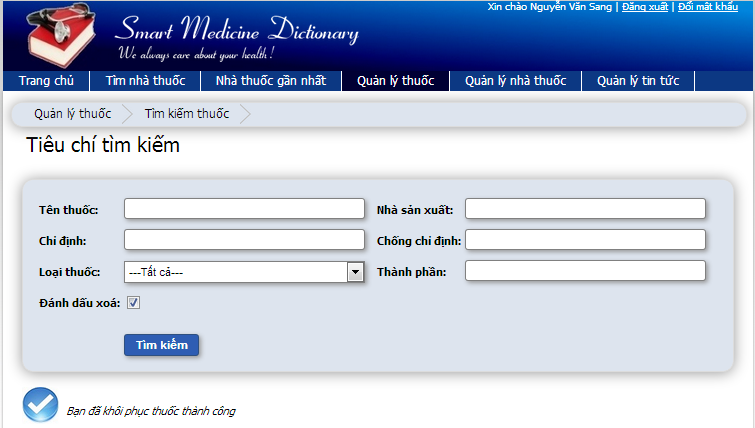 Xin chào Nguyễn Văn Sang | Đăng xuất | Đổi mật khẩu
Smart Medicine Dictionary
We always care about your health !
Trang chủ Tìm nhà thuốc Nhà thuốc gần nhất Quản lý thuốc Quản lý nhà thuốc Quản lý tin tức
Quản lý thuốc Tìm kiếm thuốc
Tiêu chí tìm kiếm
Tên thuốc: Nhà sản xuất:
Chỉ định: Chống chỉ định:
Loại thuốc: ---Tất cả--- Thành phần:
Đánh dấu xoá:
Tìm kiếm
Bạn đã khôi phục thuốc thành công